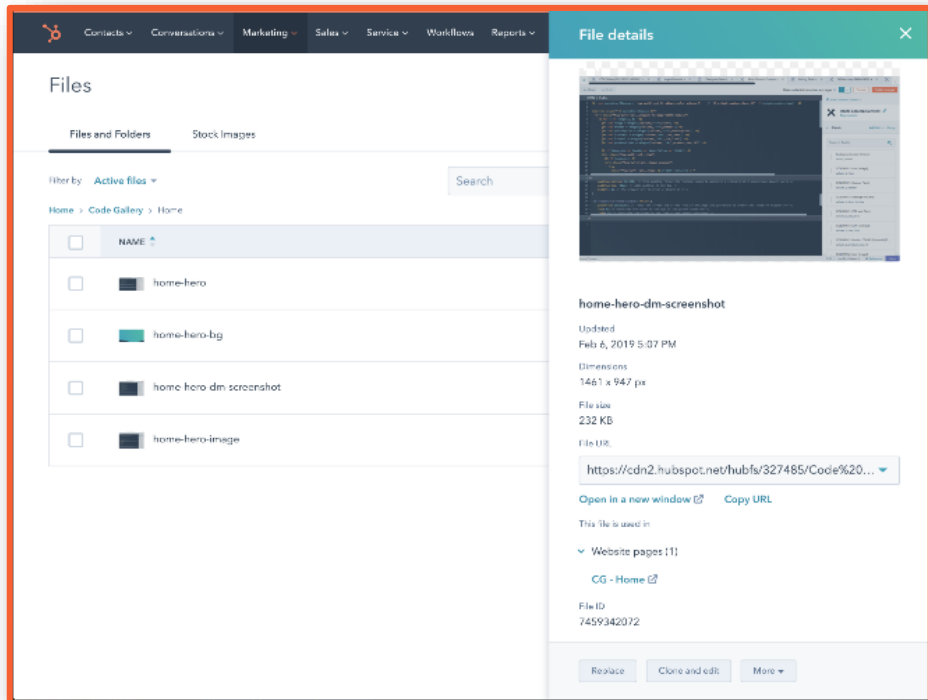 Contacts Conversations Marketing Sales Service Workflows Reports
Files
Files and Folders Stock Images
Filter by Active files
Search
Home > Code Gallery > Home
NAME
home-hero
home-hero-bg
home-hero-dm-screenshot
home-hero-image
File details
home-hero-dm-screenshot
Updated
Feb 6, 2019 5:07 PM
Dimensions
1461 x 947 px
File size
232 KB
File URL
https://cdn2.hubspot.net/hubfs/327485/Code%20...
Open in a new window Copy URL
This file is used in
Website pages (1)
CG - Home
File ID
7459342072
Replace Clone and edit More